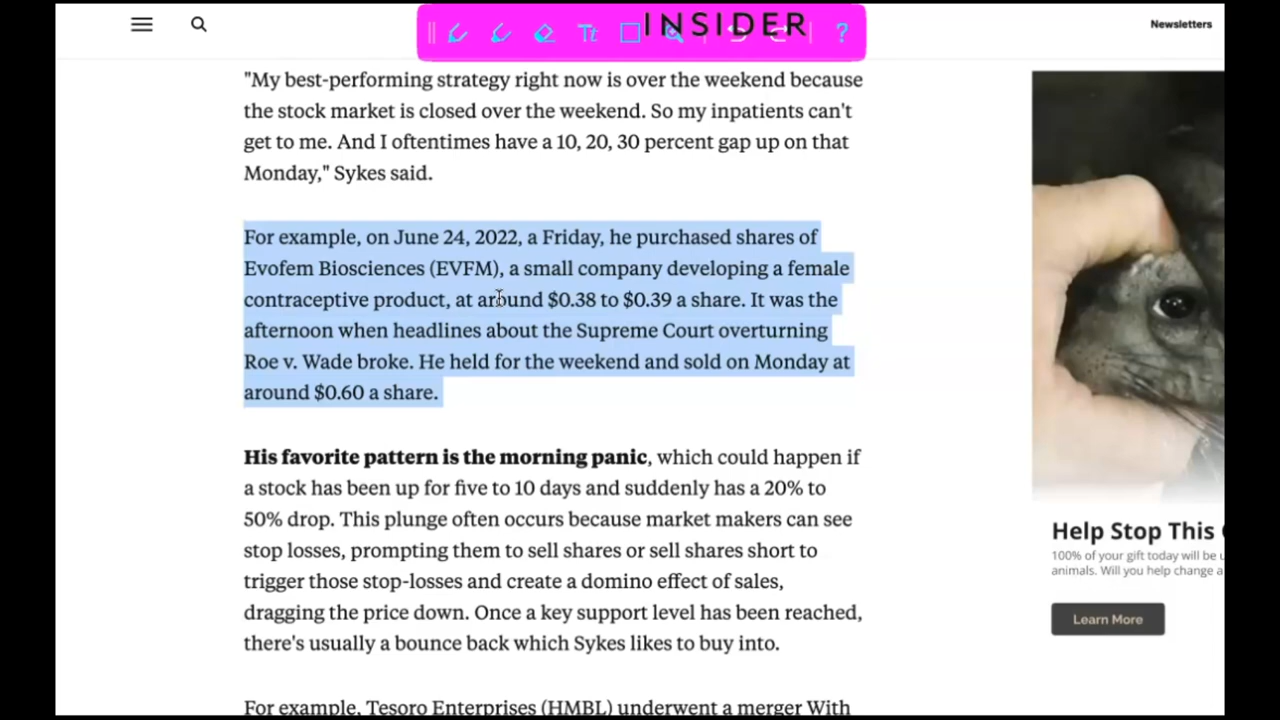 Tt
INSIDER
?
Newsletters
"My best-performing strategy right now is over the weekend because
the stock market is closed over the weekend. So my inpatients can't
get to me. And I oftentimes have a 10, 20, 30 percent gap up on that
Monday," Sykes said.
For example, on June 24, 2022, a Friday, he purchased shares of
Evofem Biosciences (EVFM), a small company developing a female
contraceptive product, at around $0.38 to $0.39 a share. It was the
afternoon when headlines about the Supreme Court overturning
Roe v. Wade broke. He held for the weekend and sold on Monday at
around $0.60 a share.
His favorite pattern is the morning panic, which could happen if
a stock has been up for five to 10 days and suddenly has a 20% to
50% drop. This plunge often occurs because market makers can see
stop losses, prompting them to sell shares or sell shares short to
trigger those stop-losses and create a domino effect of sales,
dragging the price down. Once a key support level has been reached,
there's usually a bounce back which Sykes likes to buy into.
For example, Tesoro Enterprises (HMBL) underwent a merger With
Help Stop This
100% of your gift today will be
animals. Will you help change a
Learn More